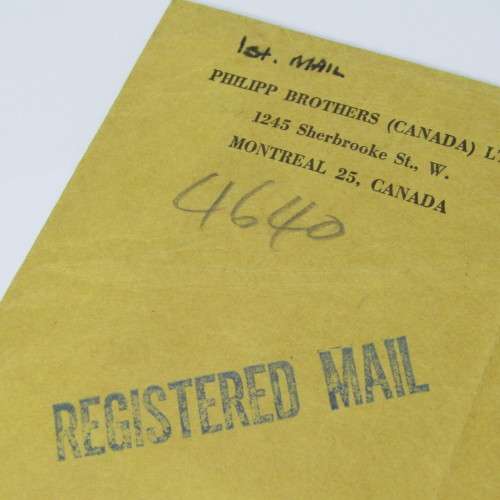 1st. MAIL
PHILIPP BROTHERS (CANADA) LT
1245 Sherbrooke St., W.
MONTREAL 25, CANADA
4640
REGISTERED MAIL